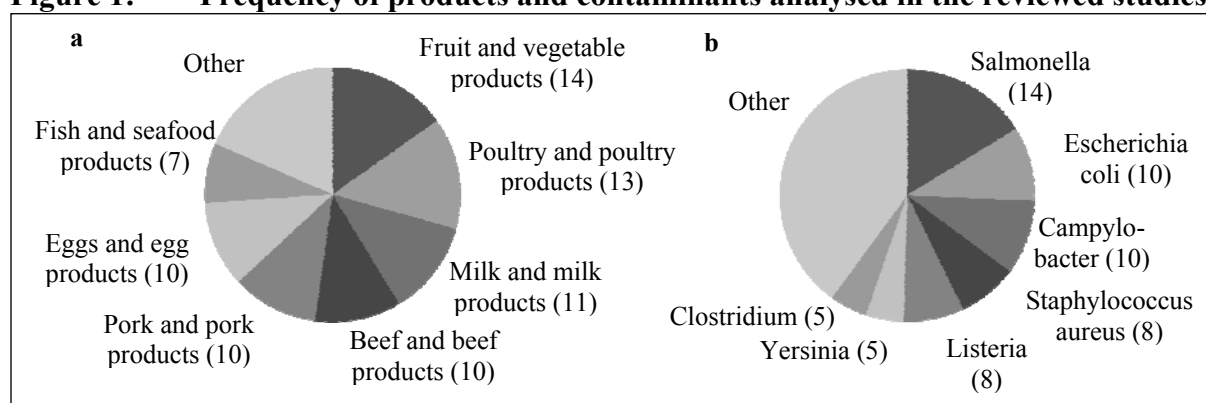 Figure 1: Frequency of products and contaminants analysed in the reviewed studies
a
Other
Fruit and vegetable
products (14)
Poultry and poultry
products (13)
Milk and milk
products (11)
Beef and beef
products (10)
Pork and pork
products (10)
Eggs and egg
products (10)
Fish and seafood
products (7)
b
Other
Salmonella
(14)
Escherichia
coli (10)
Campylo-
bacter (10)
Staphylococcus
aureus (8)
Listeria
(8)
Yersinia (5)
Clostridium (5)